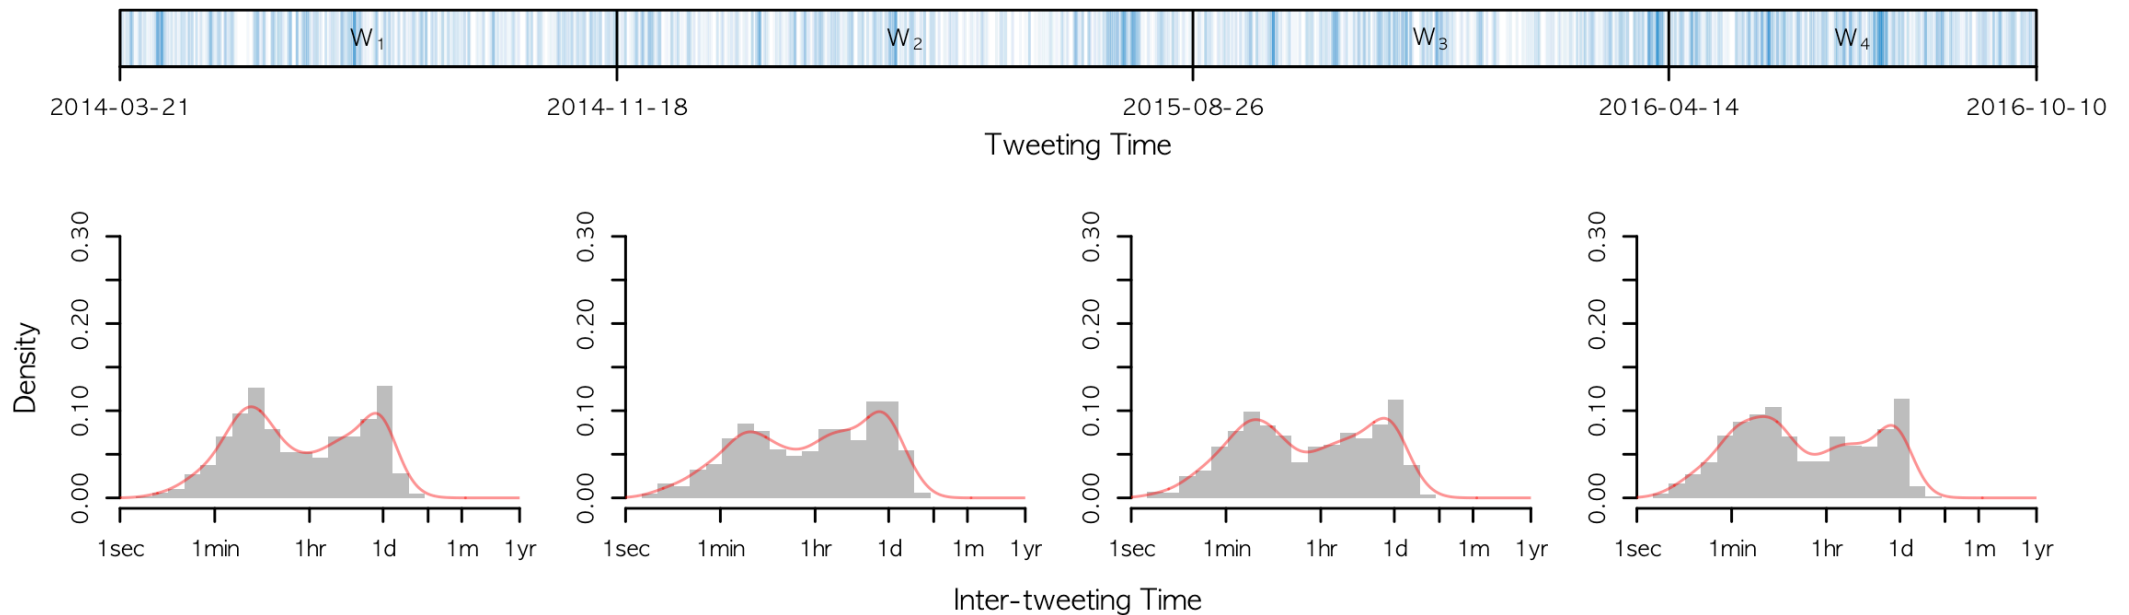 W₁ W₂ W₃ W₄
2014-03-21 2014-11-18 2015-08-26 2016-04-14 2016-10-10
Tweeting Time
Density
0.00 0.10 0.20 0.30
0.00 0.10 0.20 0.30
0.00 0.10 0.20 0.30
0.00 0.10 0.20 0.30
1sec 1min 1hr 1d 1m 1yr 1sec 1min 1hr 1d 1m 1yr 1sec 1min 1hr 1d 1m 1yr 1sec 1min 1hr 1d 1m 1yr
Inter-tweeting Time